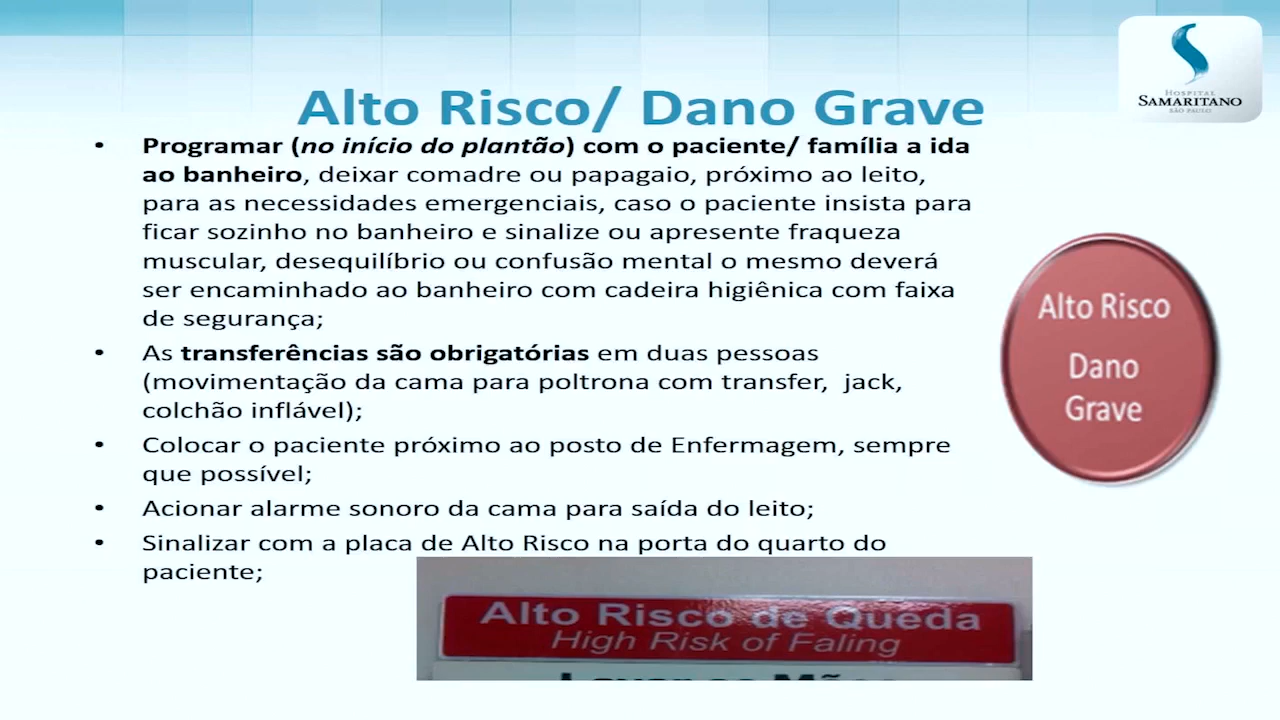 HOSPITAL
SAMARITANO
SÃO PAULO
Alto Risco/ Dano Grave
• Programar (no início do plantão) com o paciente/ família a ida
ao banheiro, deixar comadre ou papagaio, próximo ao leito,
para as necessidades emergenciais, caso o paciente insista para
ficar sozinho no banheiro e sinalize ou apresente fraqueza
muscular, desequilíbrio ou confusão mental o mesmo deverá
ser encaminhado ao banheiro com cadeira higiênica com faixa
de segurança;
• As transferências são obrigatórias em duas pessoas
(movimentação da cama para poltrona com transfer, jack,
colchão inflável);
• Colocar o paciente próximo ao posto de Enfermagem, sempre
que possível;
• Acionar alarme sonoro da cama para saída do leito;
• Sinalizar com a placa de Alto Risco na porta do quarto do
paciente;
Alto Risco
Dano
Grave
Alto Risco de Queda
High Risk of Faling